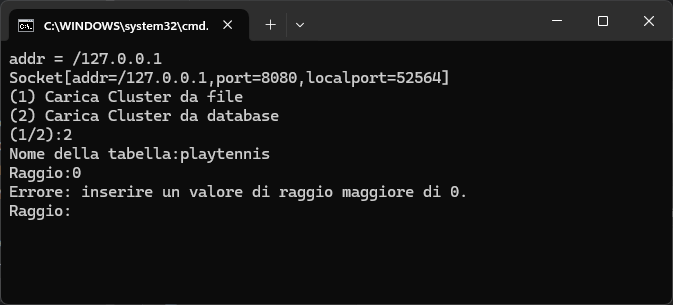 C:\WINDOWS\system32\cmd.
addr = /127.0.0.1
Socket[addr=/127.0.0.1,port=8080,localport=52564]
(1) Carica Cluster da file
(2) Carica Cluster da database
(1/2):2
Nome della tabella:playtennis
Raggio:0
Errore: inserire un valore di raggio maggiore di 0.
Raggio: